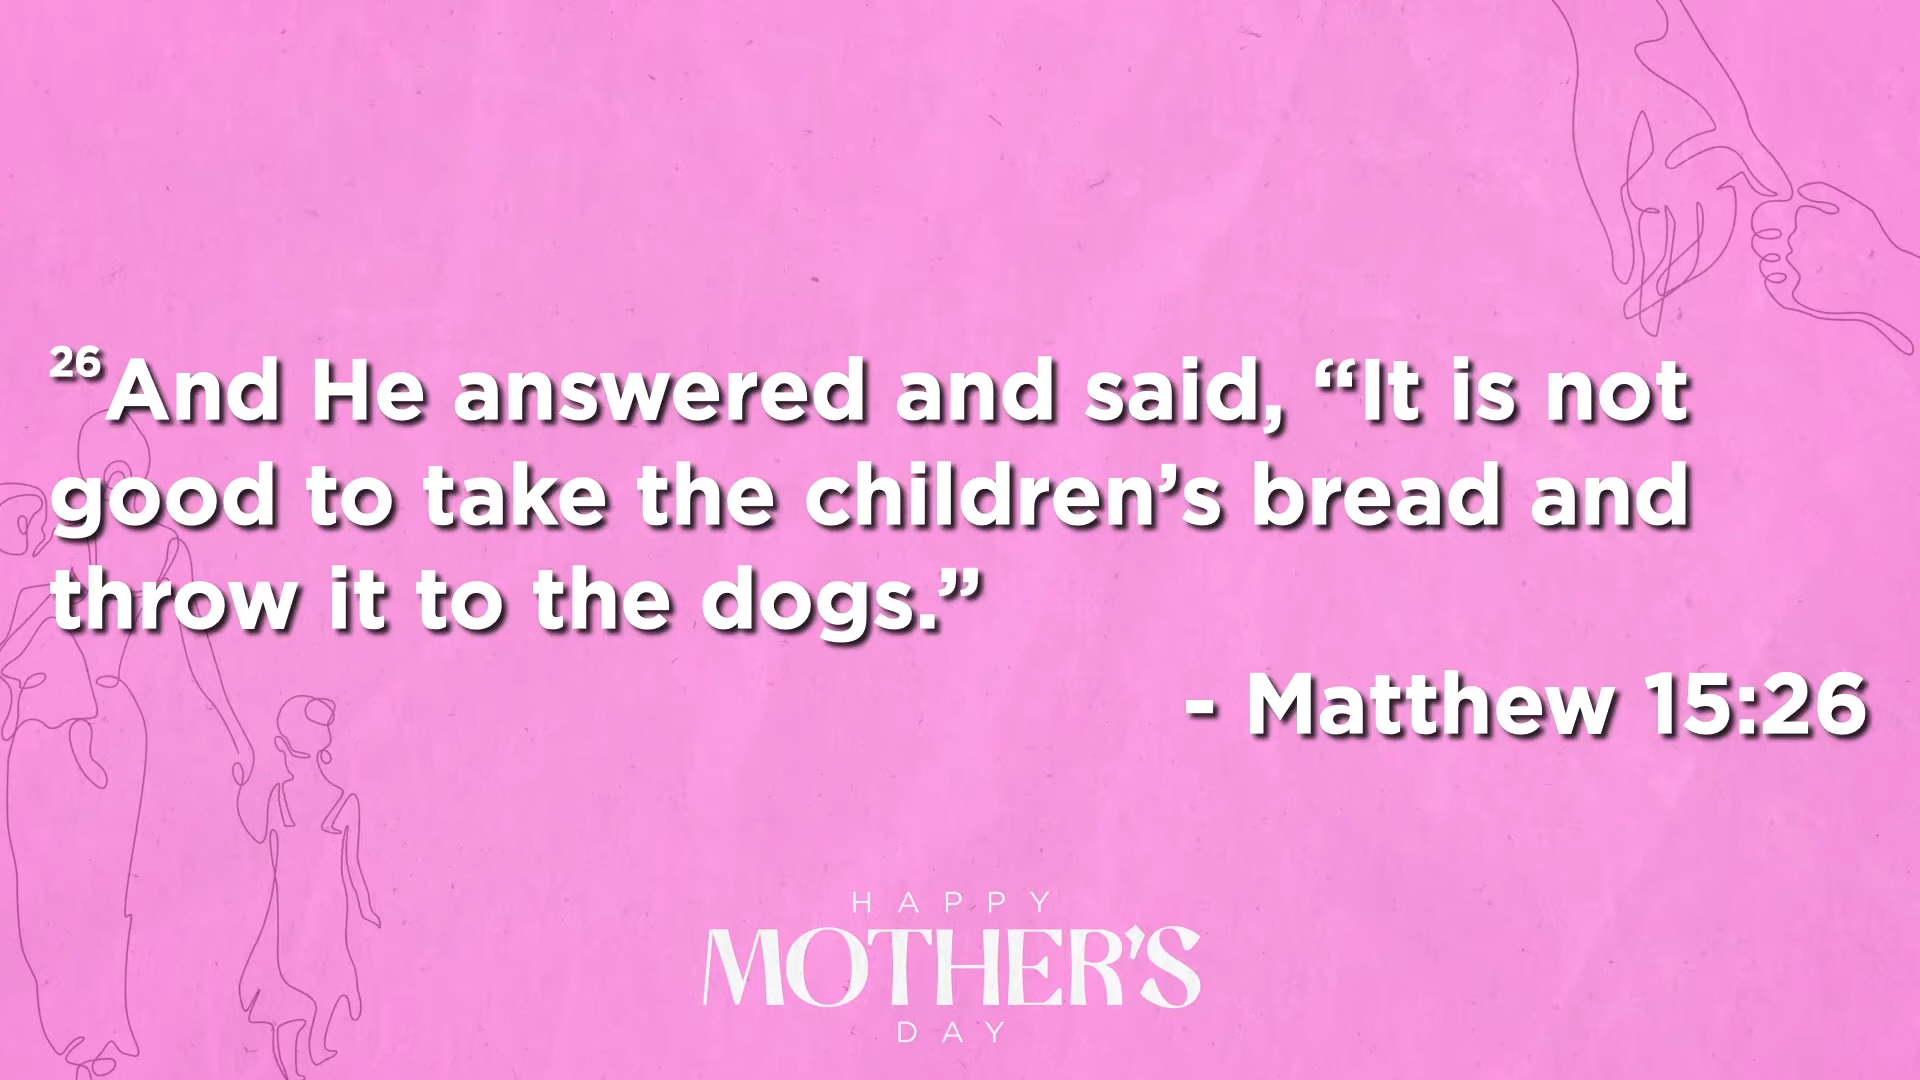 26And He answered and said, “It is not
good to take the children’s bread and
throw it to the dogs.”
- Matthew 15:26
HAPPY
MOTHER’S
DAY